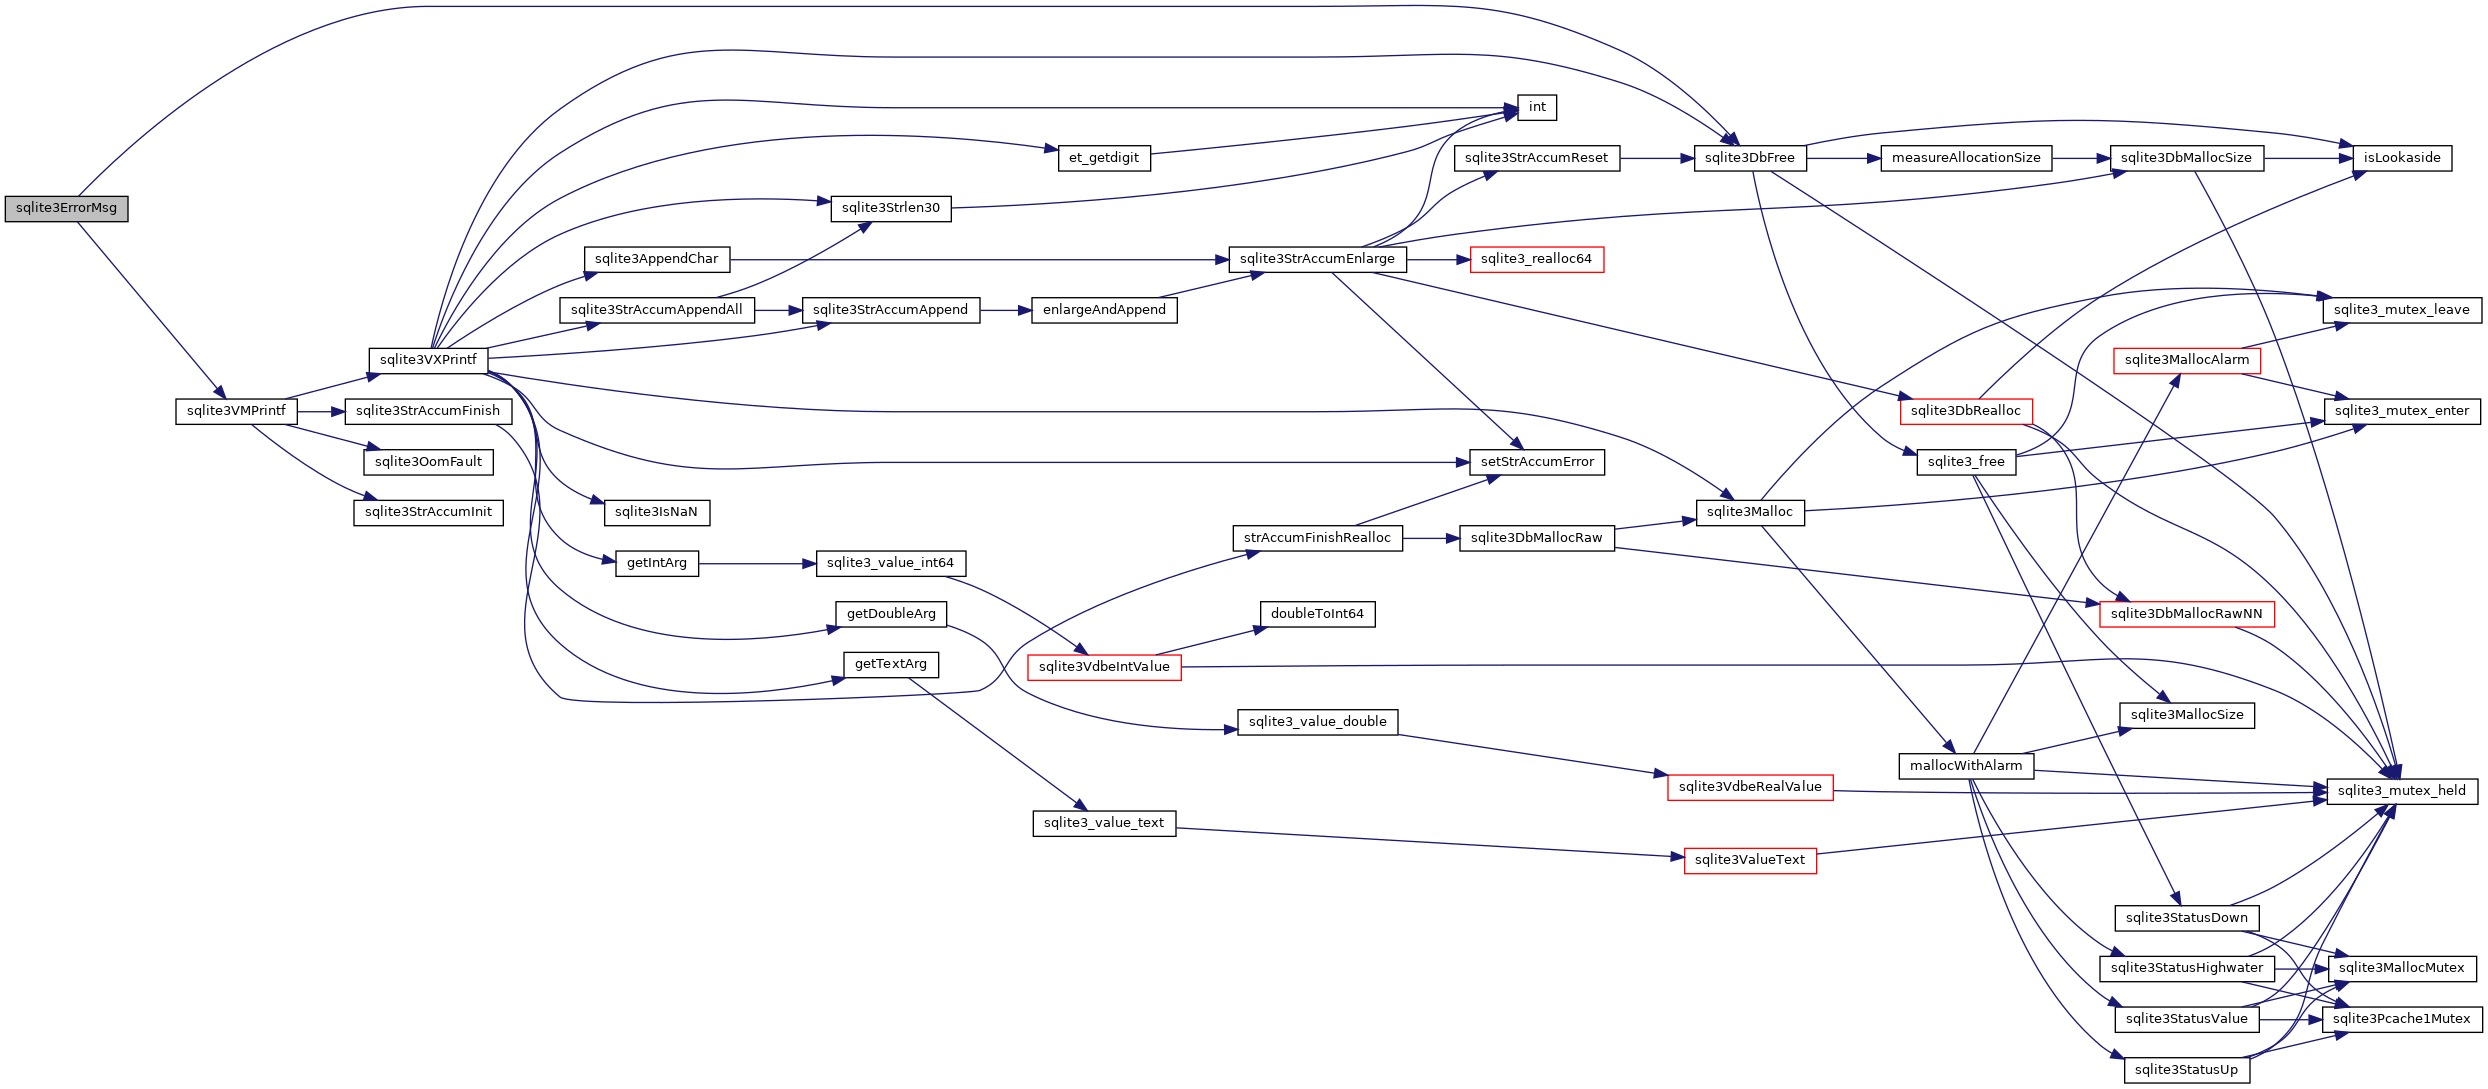 sqlite3ErrorMsg
sqlite3VMPrintf
sqlite3VXPrintf
sqlite3StrAccumFinish
sqlite3OomFault
sqlite3StrAccumInit
sqlite3AppendChar
sqlite3StrAccumAppendAll
sqlite3IsNaN
getIntArg
sqlite3Strlen30
sqlite3StrAccumAppend
sqlite3_value_int64
getDoubleArg
getTextArg
et_getdigit
enlargeAndAppend
sqlite3VdbeIntValue
sqlite3_value_text
sqlite3StrAccumEnlarge
strAccumFinishRealloc
doubleToInt64
sqlite3_value_double
int
sqlite3StrAccumReset
sqlite3_realloc64
setStrAccumError
sqlite3DbMallocRaw
sqlite3DbFree
sqlite3Malloc
sqlite3VdbeRealValue
sqlite3ValueText
measureAllocationSize
sqlite3DbRealloc
sqlite3_free
mallocWithAlarm
sqlite3DbMallocSize
sqlite3MallocAlarm
sqlite3DbMallocRawNN
sqlite3MallocSize
sqlite3StatusDown
sqlite3StatusHighwater
sqlite3StatusValue
sqlite3StatusUp
isLookaside
sqlite3_mutex_leave
sqlite3_mutex_enter
sqlite3_mutex_held
sqlite3MallocMutex
sqlite3Pcache1Mutex